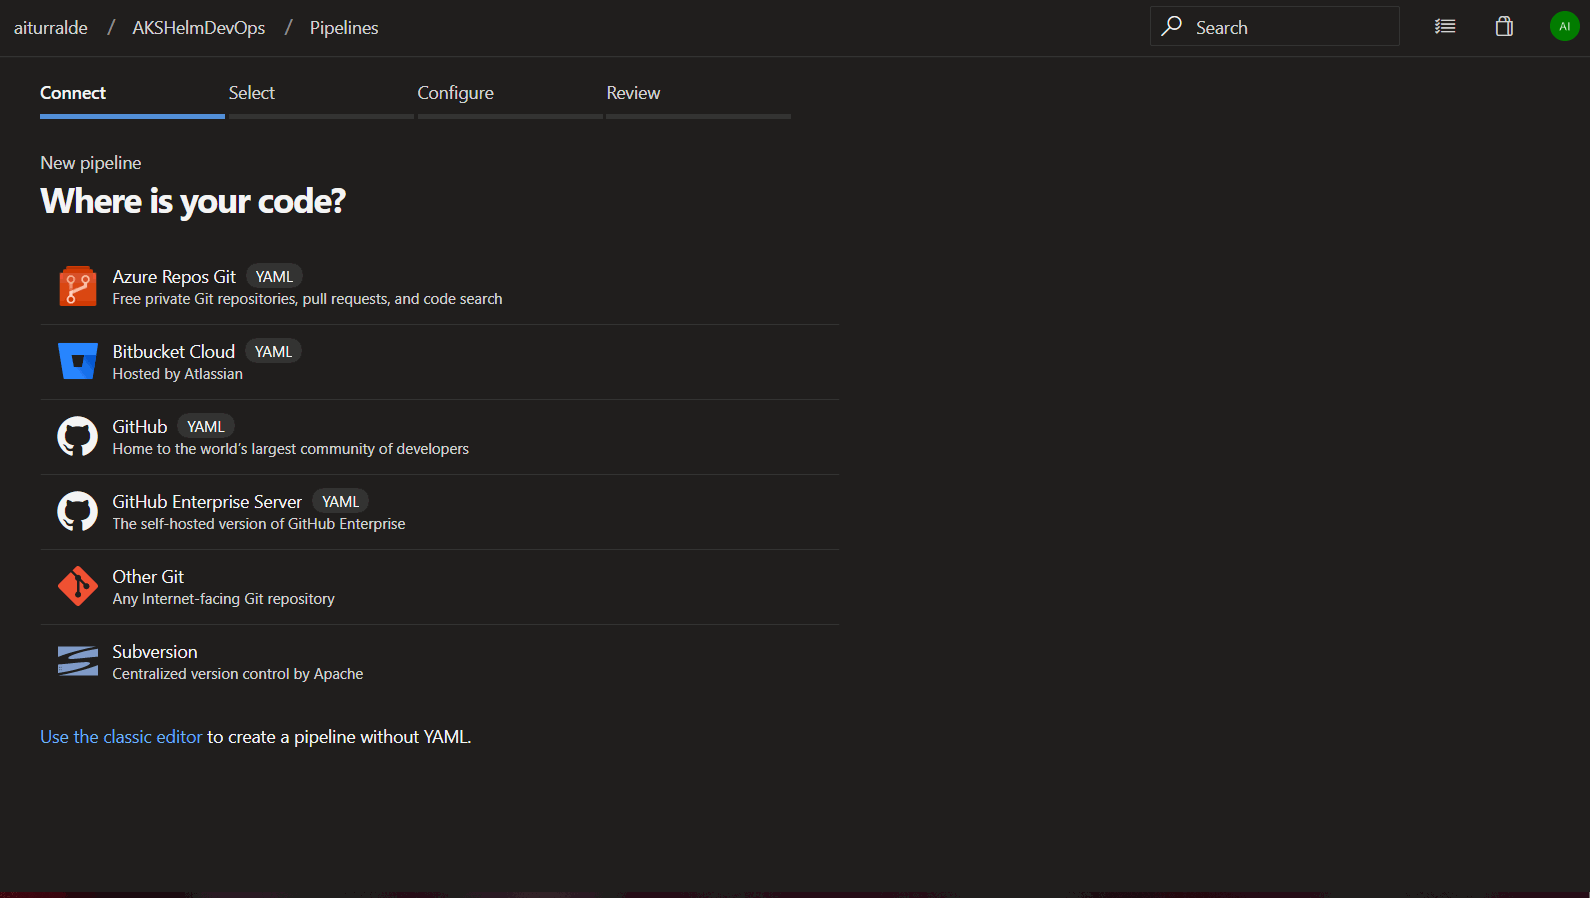 aiturralde / AKSHelmDevOps / Pipelines
Search
AI
Connect
Select
Configure
Review
New pipeline
Where is your code?
Azure Repos Git YAML
Free private Git repositories, pull requests, and code search
Bitbucket Cloud YAML
Hosted by Atlassian
GitHub YAML
Home to the world’s largest community of developers
GitHub Enterprise Server YAML
The self-hosted version of GitHub Enterprise
Other Git
Any Internet-facing Git repository
Subversion
Centralized version control by Apache
Use the classic editor to create a pipeline without YAML.